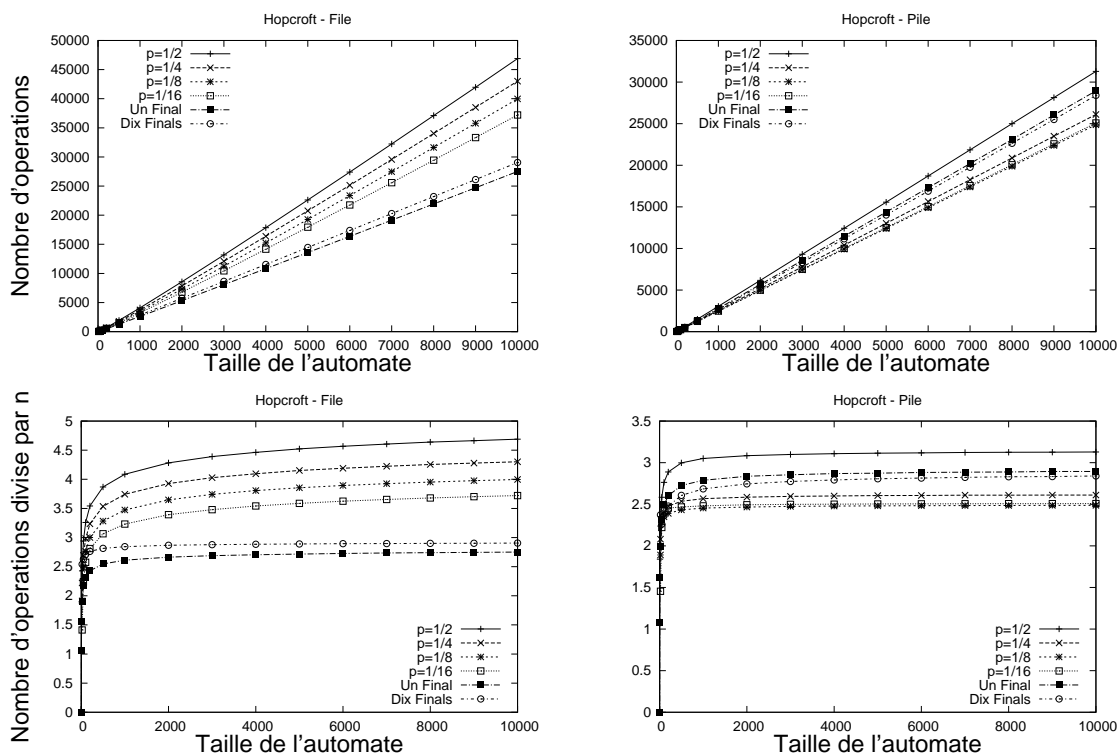 Hopcroft - File
Nombre d'operations
50000
45000
40000
35000
30000
25000
20000
15000
10000
5000
0
p=1/2
p=1/4
p=1/8
p=1/16
Un Final
Dix Finals
0 1000 2000 3000 4000 5000 6000 7000 8000 9000 10000
Taille de l'automate
Hopcroft - Pile
35000
30000
25000
20000
15000
10000
5000
0
p=1/2
p=1/4
p=1/8
p=1/16
Un Final
Dix Finals
0 1000 2000 3000 4000 5000 6000 7000 8000 9000 10000
Taille de l'automate
Hopcroft - File
Nombre d'operations divise par n
5
4.5
4
3.5
3
2.5
2
1.5
1
0.5
0
p=1/2
p=1/4
p=1/8
p=1/16
Un Final
Dix Finals
0 2000 4000 6000 8000 10000
Taille de l'automate
Hopcroft - Pile
3.5
3
2.5
2
1.5
1
0.5
0
p=1/2
p=1/4
p=1/8
p=1/16
Un Final
Dix Finals
0 2000 4000 6000 8000 10000
Taille de l'automate